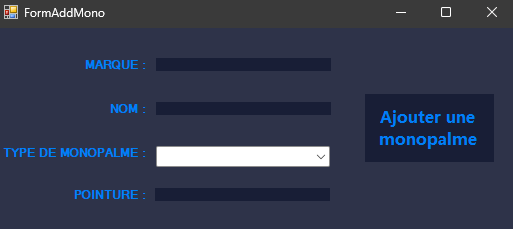 FormAddMono
MARQUE :
NOM :
Ajouter une
monopalme
TYPE DE MONOPALME :
POINTURE :